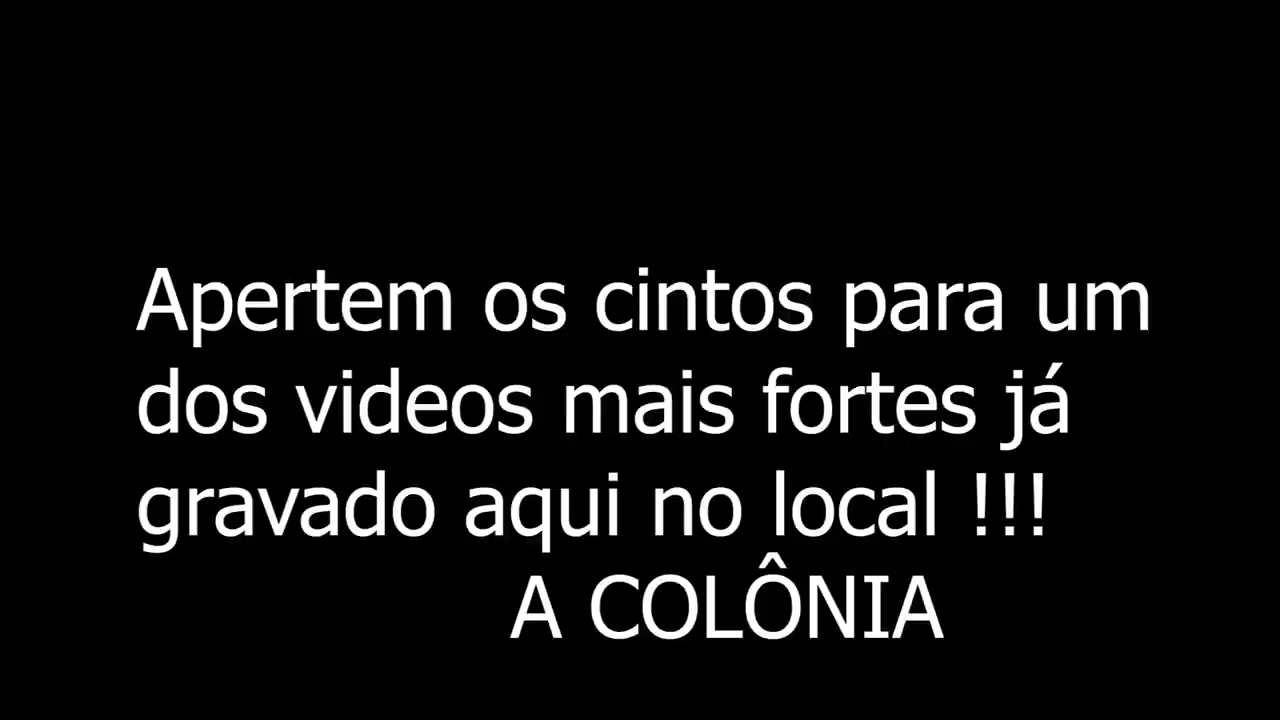 Apertem os cintos para um
dos videos mais fortes já
gravado aqui no local !!!
A COLÔNIA